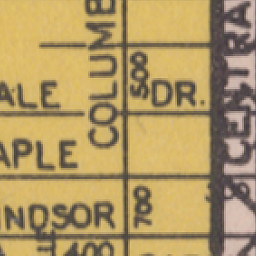 COLUMB
500
CENTRA
ALE DR.
APLE
NDSOR 700
400